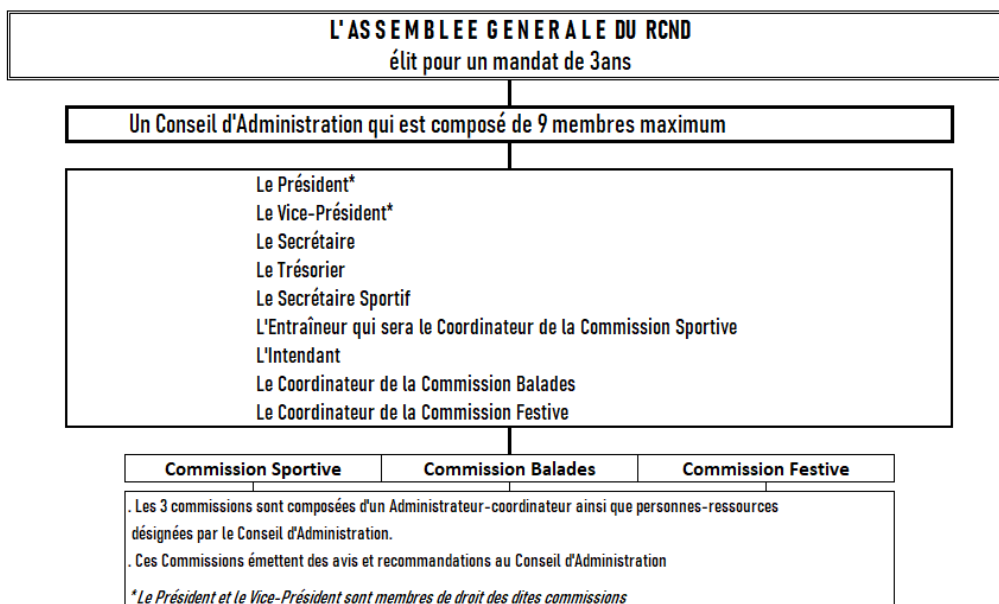 L'ASSEMBLEE GENERALE DU RCND
élit pour un mandat de 3ans
Un Conseil d'Administration qui est composé de 9 membres maximum
Le Président*
Le Vice-Président*
Le Secrétaire
Le Trésorier
Le Secrétaire Sportif
L'Entraîneur qui sera le Coordinateur de la Commission Sportive
L'Intendant
Le Coordinateur de la Commission Balades
Le Coordinateur de la Commission Festive
Commission Sportive Commission Balades Commission Festive
. Les 3 commissions sont composées d'un Administrateur-coordinateur ainsi que personnes-ressources
désignées par le Conseil d'Administration.
. Ces Commissions émettent des avis et recommandations au Conseil d'Administration
*Le Président et le Vice-Président sont membres de droit des dites commissions